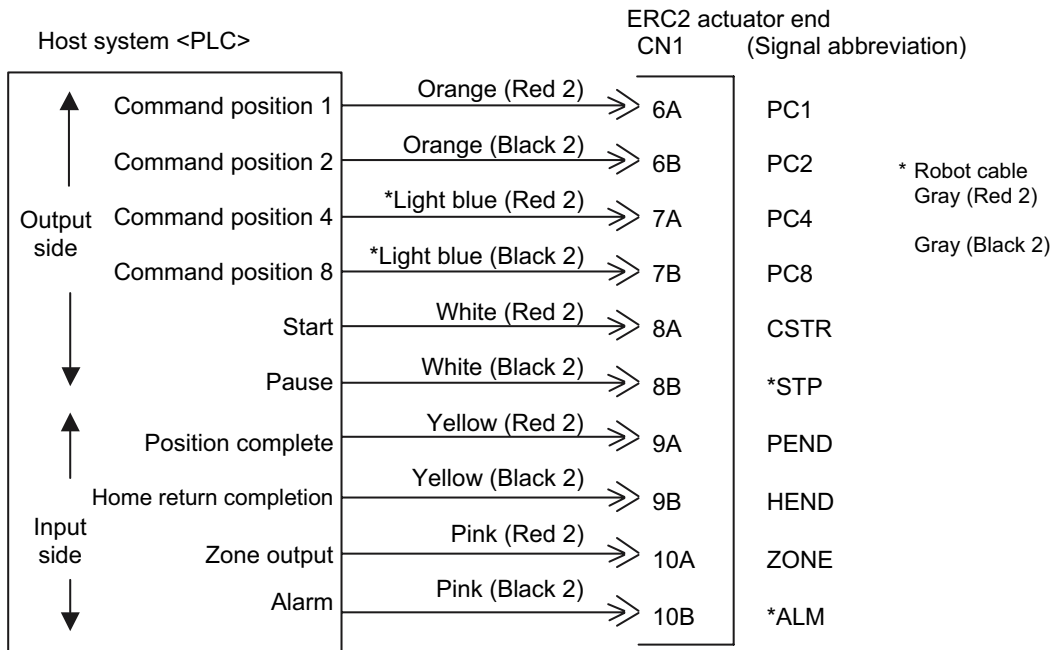 ERC2 actuator end
Host system <PLC>
CN1 (Signal abbreviation)
Command position 1 Orange (Red 2) 6A PC1
Command position 2 Orange (Black 2) 6B PC2
Command position 4 *Light blue (Red 2) 7A PC4
Command position 8 *Light blue (Black 2) 7B PC8
Start White (Red 2) 8A CSTR
Pause White (Black 2) 8B *STP
Position complete Yellow (Red 2) 9A PEND
Home return completion Yellow (Black 2) 9B HEND
Zone output Pink (Red 2) 10A ZONE
Alarm Pink (Black 2) 10B *ALM
Output
side
Input
side
* Robot cable
Gray (Red 2)
Gray (Black 2)